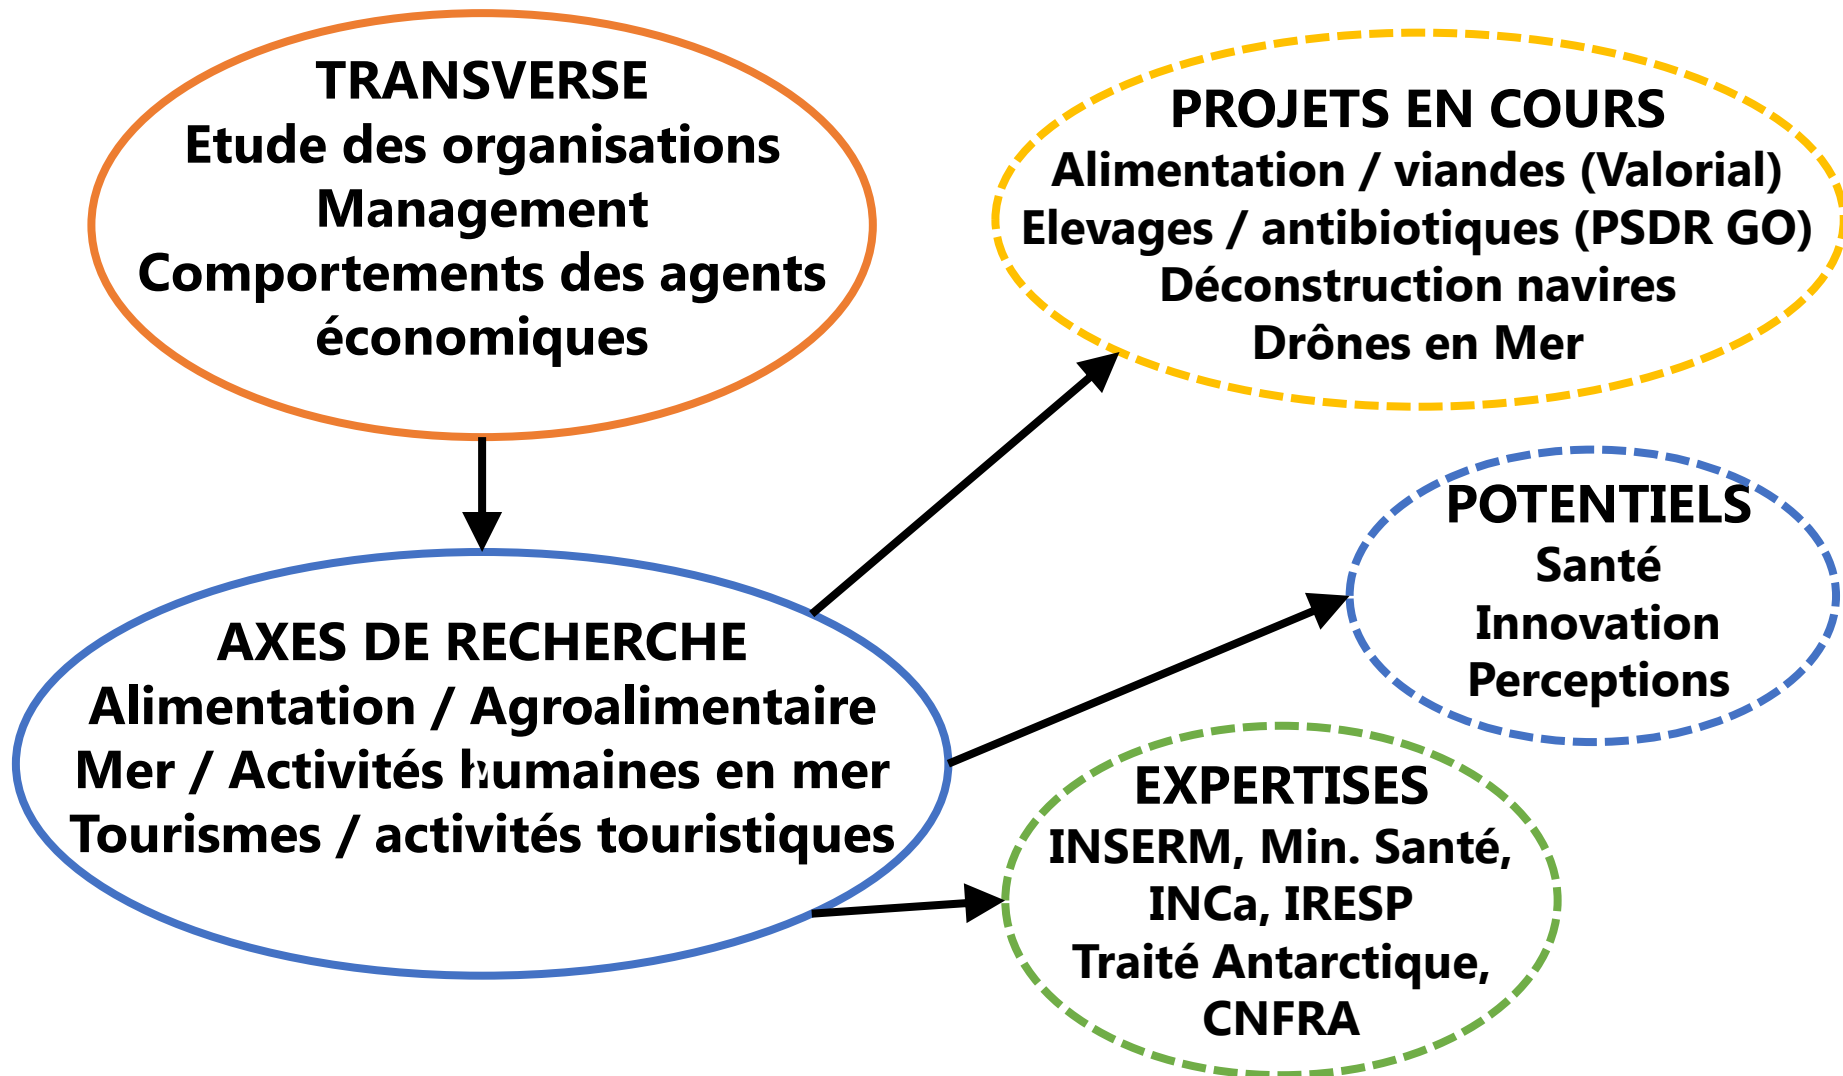 TRANSVERSE
Etude des organisations
Management
Comportements des agents
économiques
PROJETS EN COURS
Alimentation / viandes (Valorial)
Elevages / antibiotiques (PSDR GO)
Déconstruction navires
Drônes en Mer
AXES DE RECHERCHE
Alimentation / Agroalimentaire
Mer / Activités humaines en mer
Tourismes / activités touristiques
POTENTIELS
Santé
Innovation
Perceptions
EXPERTISES
INSERM, Min. Santé,
INCa, IRESP
Traité Antarctique,
CNFRA